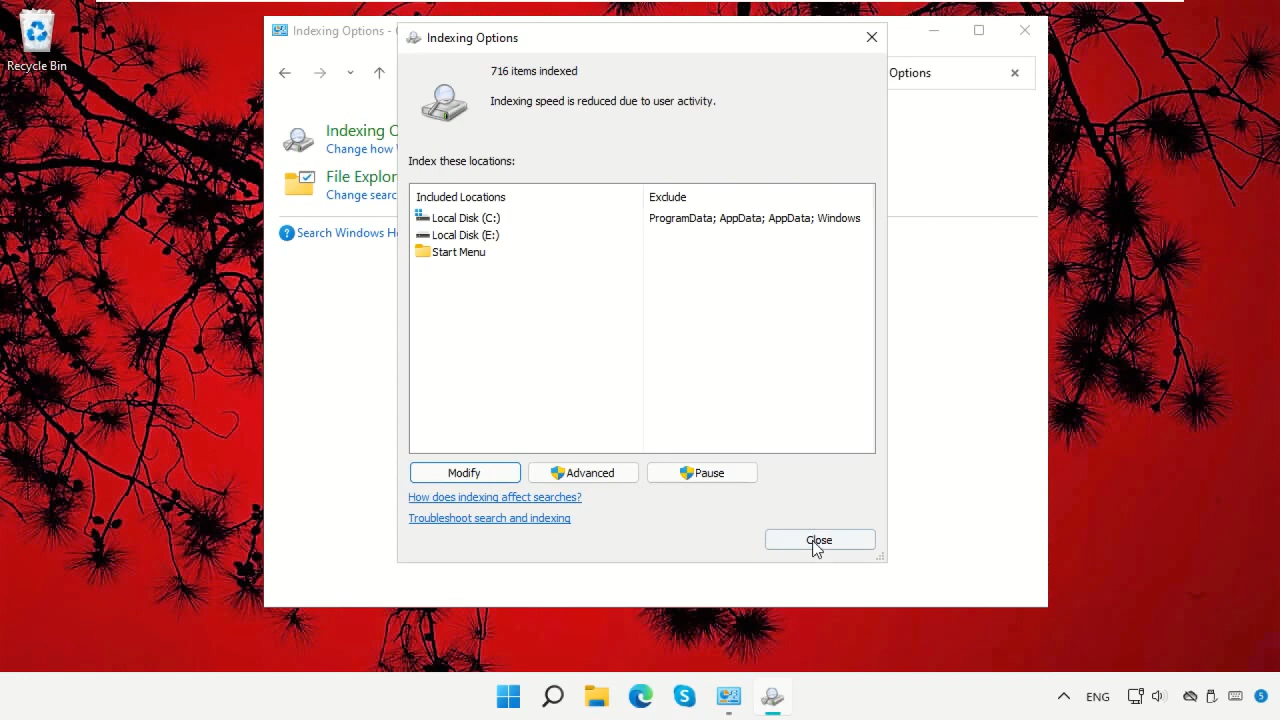 Recycle Bin
Indexing Options -
Options
Indexing O
Change how
File Explor
Change searc
Search Windows He
Indexing Options
716 items indexed
Indexing speed is reduced due to user activity.
Index these locations:
Included Locations Exclude
Local Disk (C:) ProgramData; AppData; AppData; Windows
Local Disk (E:)
Start Menu
Modify Advanced Pause
How does indexing affect searches?
Troubleshoot search and indexing
Close
ENG 5